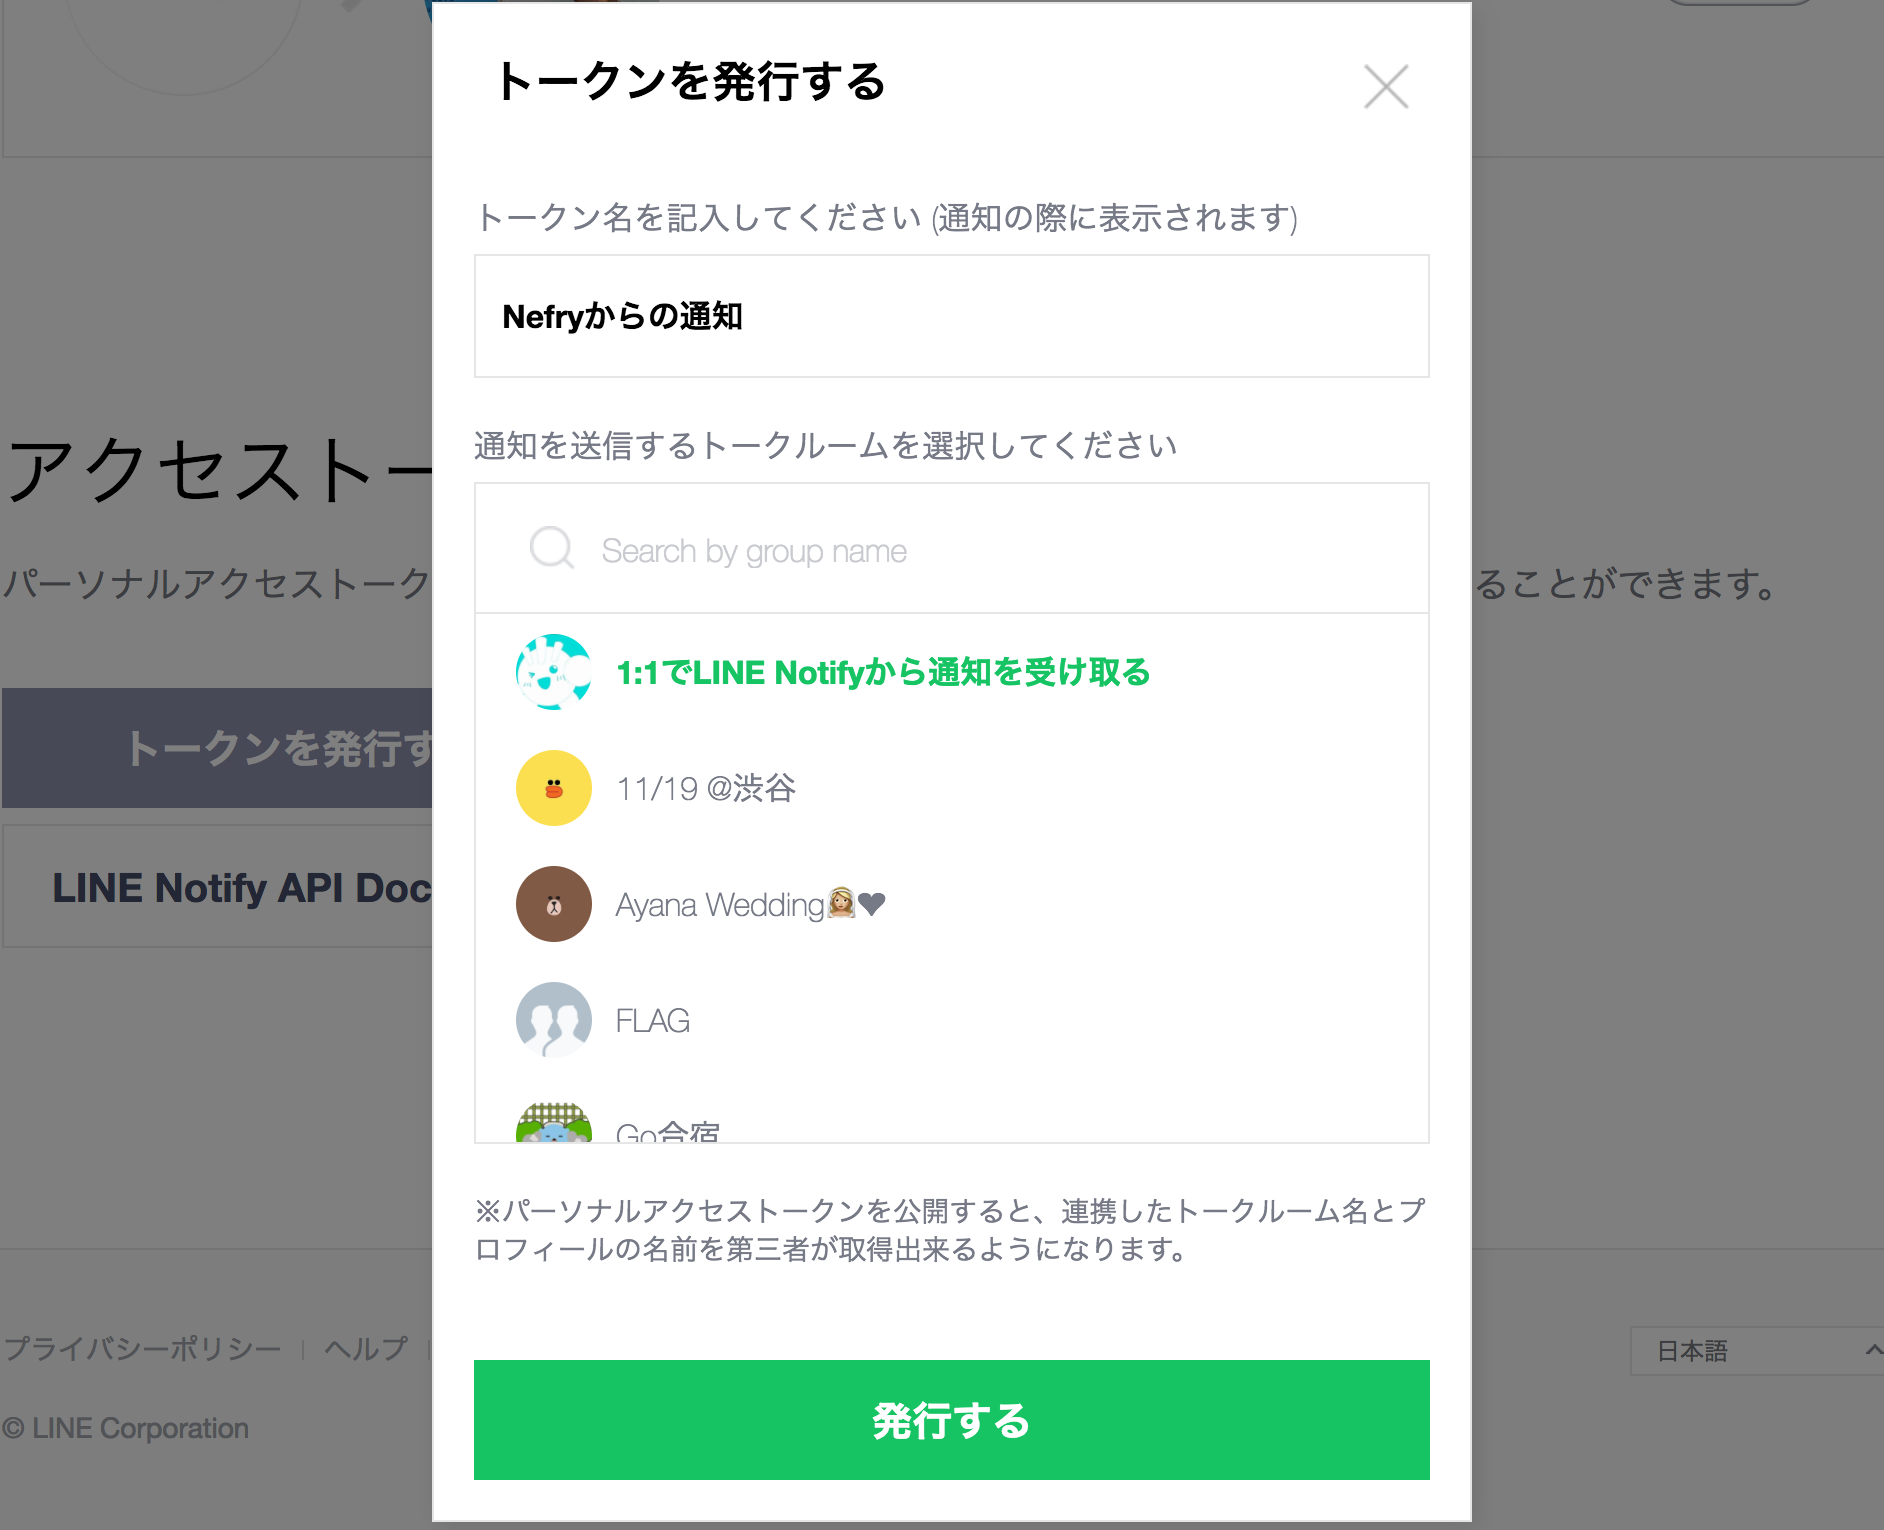 トークンを発行する
トークン名を記入してください (通知の際に表示されます)
Nefryからの通知
通知を送信するトークルームを選択してください
Search by group name
1:1でLINE Notifyから通知を受け取る
11/19 @渋谷
Ayana Wedding👰🏼❤
FLAG
Go合宿
※パーソナルアクセストークンを公開すると、連携したトークルーム名とプ
ロフィールの名前を第三者が取得出来るようになります。
発行する
アクセストー
パーソナルアクセストーク
ることができます。
トークンを発行す
LINE Notify API Doc
プライバシーポリシー | ヘルプ |
日本語
© LINE Corporation